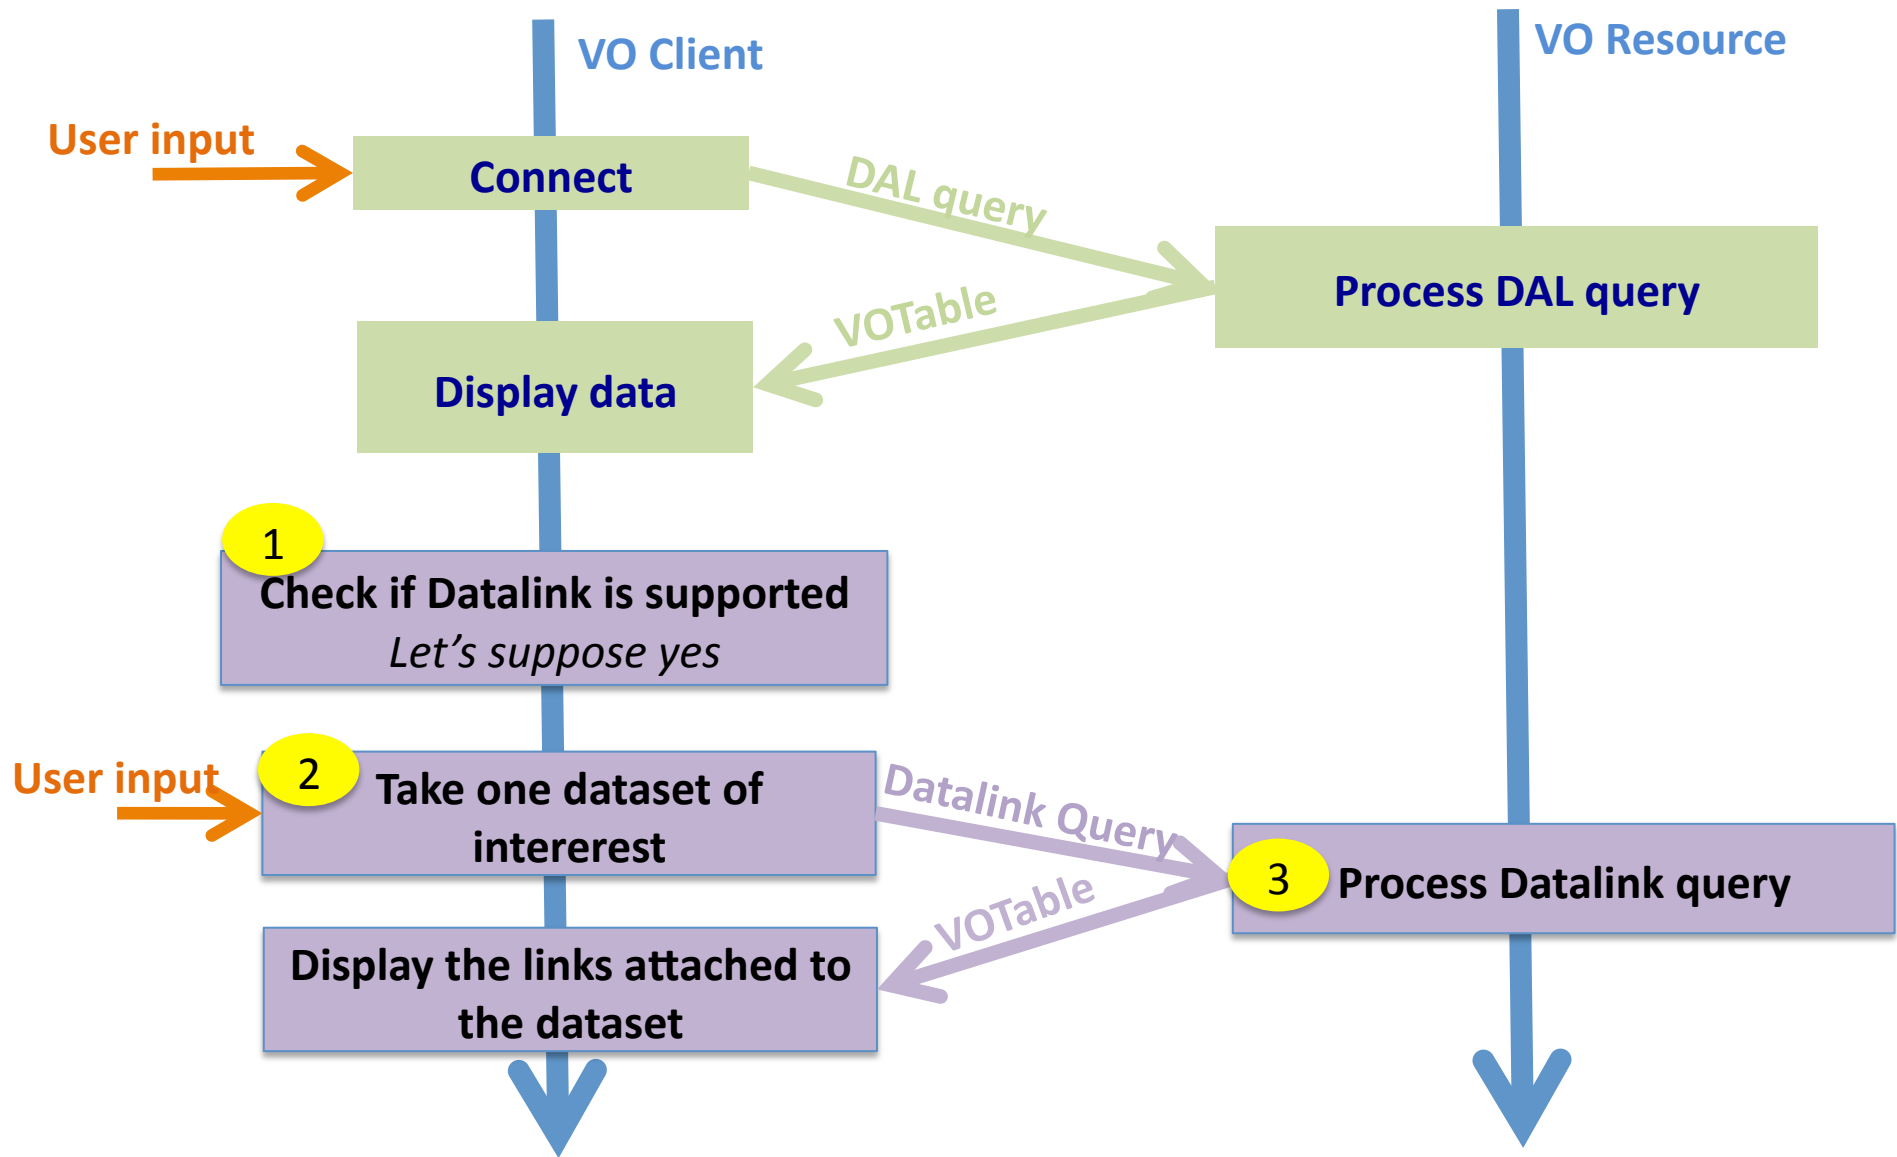 VO Client
VO Resource
User input
Connect
DAL query
Process DAL query
VOTable
Display data
1
Check if Datalink is supported
Let’s suppose yes
User input
2
Take one dataset of
intererest
Datalink Query
3
Process Datalink query
VOTable
Display the links attached to
the dataset